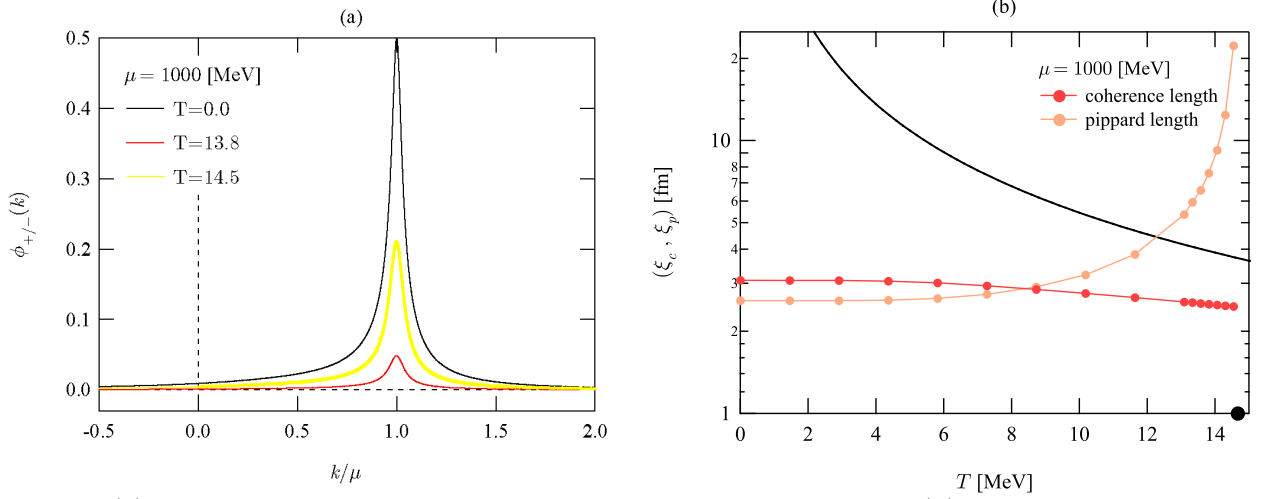 (a)
0.5
0.4
0.3
0.2
0.1
0.0
-0.5
0.0
0.5
1.0
1.5
2.0
k/μ
ϕ+/−(k)
μ = 1000 [MeV]
T=0.0
T=13.8
T=14.5
(b)
2
10
8
7
6
5
4
3
2
1
0
2
4
6
8
10
12
14
T [MeV]
(ξc , ξp) [fm]
μ = 1000 [MeV]
coherence length
pippard length